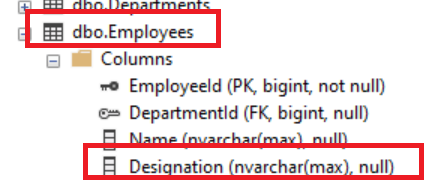 dbo.Departments
dbo.Employees
Columns
EmployeeId (PK, bigint, not null)
DepartmentId (FK, bigint, null)
Name (nvarchar(max), null)
Designation (nvarchar(max), null)